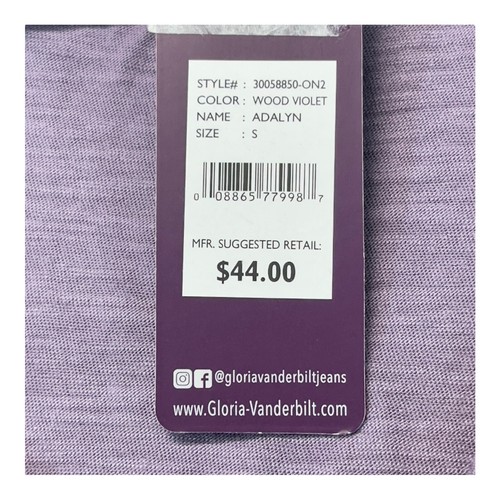 STYLE# : 30058850-ON2
COLOR : WOOD VIOLET
NAME : ADALYN
SIZE : S
0 08865 77998 7
MFR. SUGGESTED RETAIL:
$44.00
@gloriavanderbiltjeans
www.Gloria-Vanderbilt.com